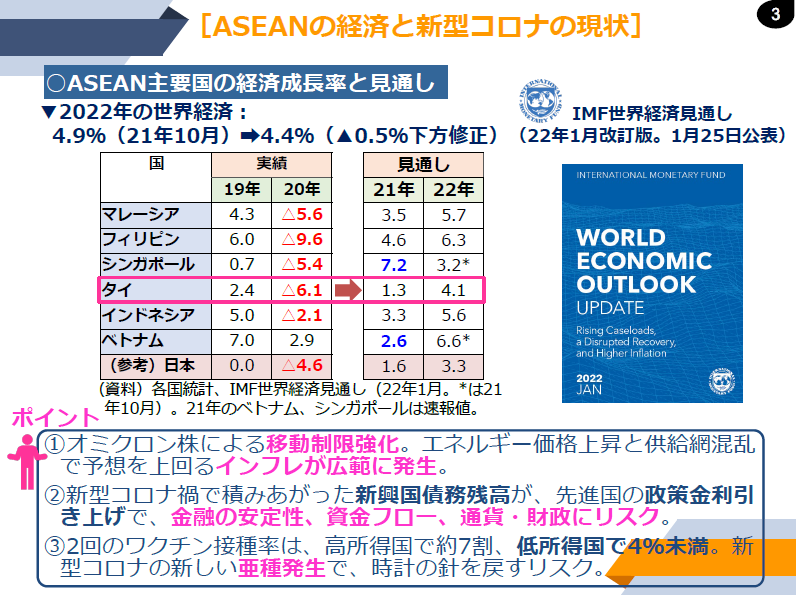 3
［ASEANの経済と新型コロナの現状］
○ASEAN主要国の経済成長率と見通し
▼2022年の世界経済：
4.9%（21年10月）➡4.4%（▲0.5%下方修正）
INTERNATIONAL MONETARY FUND
IMF世界経済見通し
（22年1月改訂版。1月25日公表）
国 実績 見通し
19年 20年 21年 22年
マレーシア 4.3 △5.6 3.5 5.7
フィリピン 6.0 △9.6 4.6 6.3
シンガポール 0.7 △5.4 7.2 3.2*
タイ 2.4 △6.1 1.3 4.1
インドネシア 5.0 △2.1 3.3 5.6
ベトナム 7.0 2.9 2.6 6.6*
（参考）日本 0.0 △4.6 1.6 3.3
（資料）各国統計、IMF世界経済見通し（22年1月。*は21
年10月）。21年のベトナム、シンガポールは速報値。
INTERNATIONAL MONETARY FUND
WORLD
ECONOMIC
OUTLOOK
UPDATE
Rising Caseloads,
a Disrupted Recovery,
and Higher Inflation
2022
JAN
ポイント
①オミクロン株による移動制限強化。エネルギー価格上昇と供給網混乱
で予想を上回るインフレが広範に発生。
②新型コロナ禍で積みあがった新興国債務残高が、先進国の政策金利引
き上げで、金融の安定性、資金フロー、通貨・財政にリスク。
③2回のワクチン接種率は、高所得国で約7割、低所得国で4%未満。新
型コロナの新しい亜種発生で、時計の針を戻すリスク。